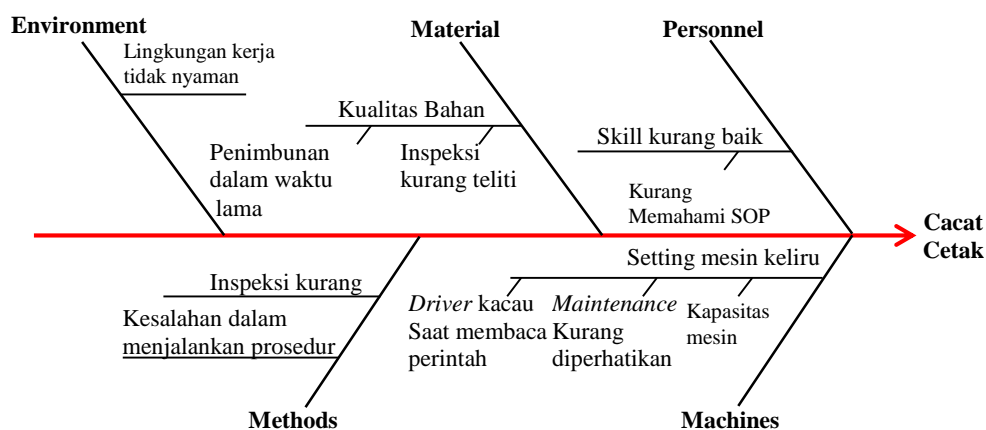 Environment
Material
Personnel
Lingkungan kerja
tidak nyaman
Kualitas Bahan
Skill kurang baik
Penimbunan
dalam waktu
lama
Inspeksi
kurang teliti
Kurang
Memahami SOP
Cacat
Cetak
Setting mesin keliru
Inspeksi kurang
Kesalahan dalam
menjalankan prosedur
Driver kacau
Saat membaca
perintah
Maintenance
Kurang
diperhatikan
Kapasitas
mesin
Methods
Machines